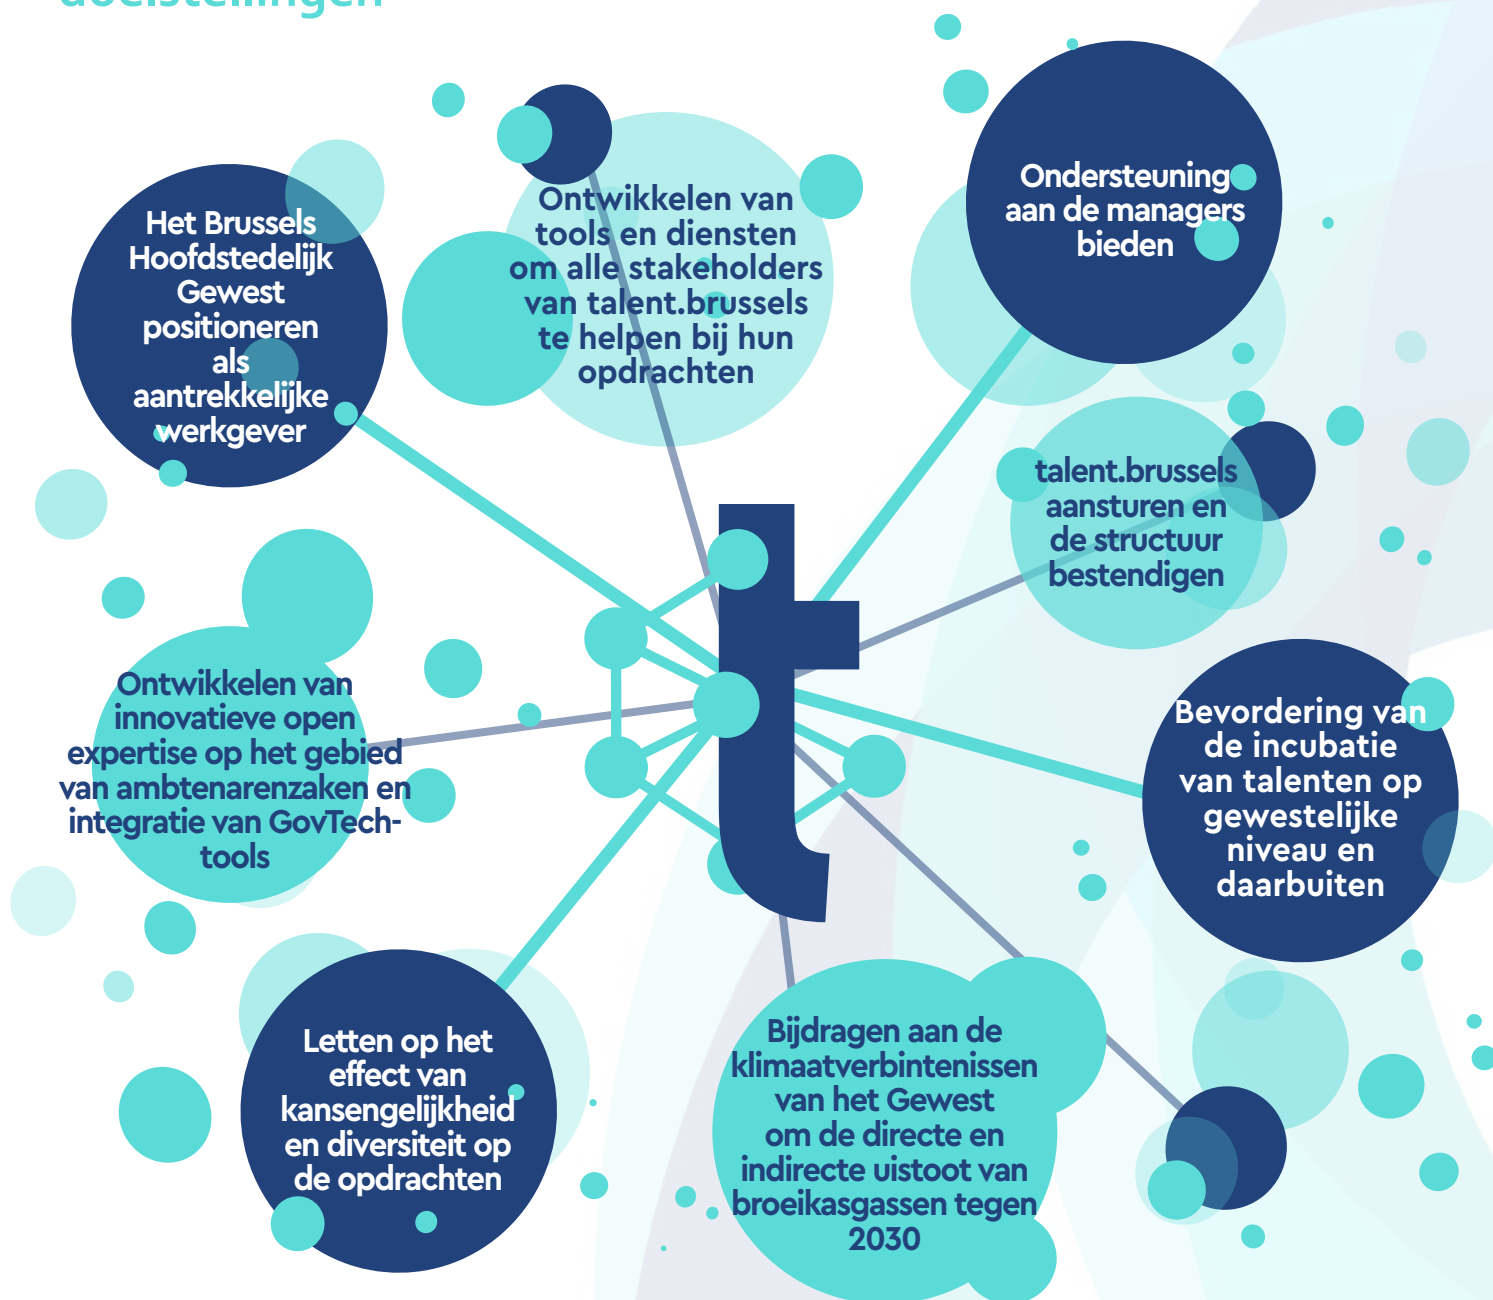 doelstellingen
Het Brussels
Hoofdstedelijk
Gewest
positioneren
als
aantrekkelijke
werkgever
Ontwikkelen van
tools en diensten
om alle stakeholders
van talent.brussels
te helpen bij hun
opdrachten
Ondersteuning
aan de managers
bieden
talent.brussels
aansturen en
de structuur
bestendigen
t
Ontwikkelen van
innovatieve open
expertise op het gebied
van ambtenarenzaken en
integratie van GovTech-
tools
Bevordering van
de incubatie
van talenten op
gewestelijke
niveau en
daarbuiten
Letten op het
effect van
kansengelijkheid
en diversiteit op
de opdrachten
Bijdragen aan de
klimaatverbintenissen
van het Gewest
om de directe en
indirecte uistoot van
broeikasgassen tegen
2030